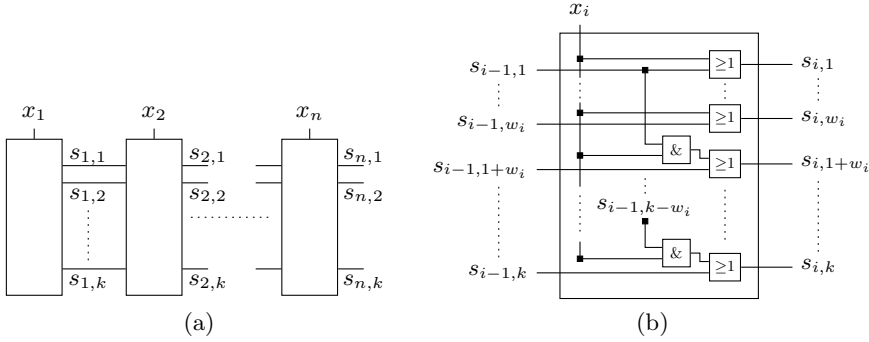 x_i
s_{i-1,1} ≥1 s_{i,1}
s_{i-1,w_i} ≥1 s_{i,w_i}
&
s_{i-1,1+w_i} ≥1 s_{i,1+w_i}
s_{i-1,k-w_i}
&
s_{i-1,k} ≥1 s_{i,k}
x_1 x_2 x_n
s_{1,1} s_{2,1} s_{n,1}
s_{1,2} s_{2,2} s_{n,2}
s_{1,k} s_{2,k} s_{n,k}
(a) (b)